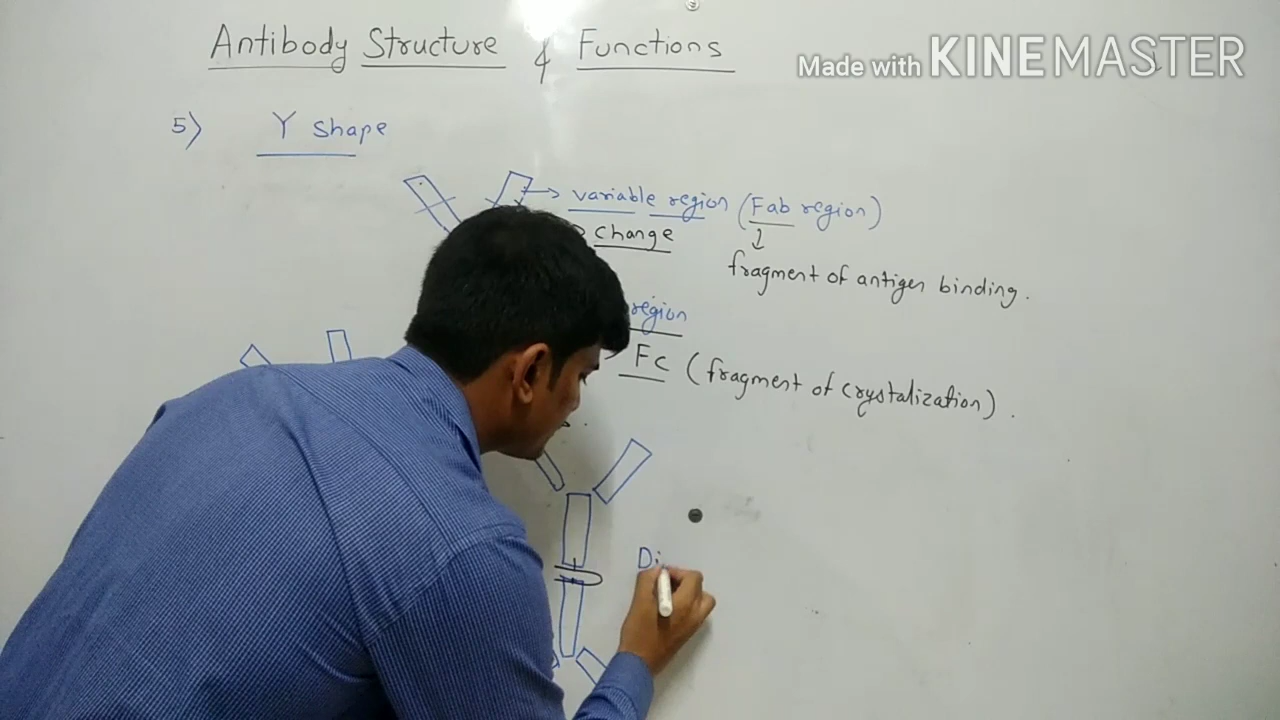 Antibody Structure & Functions
Made with KINEMASTER
5) Y shape
variable region (Fab region)
change
fragment of antigen binding.
region
Fc (fragment of crystalization).
Di